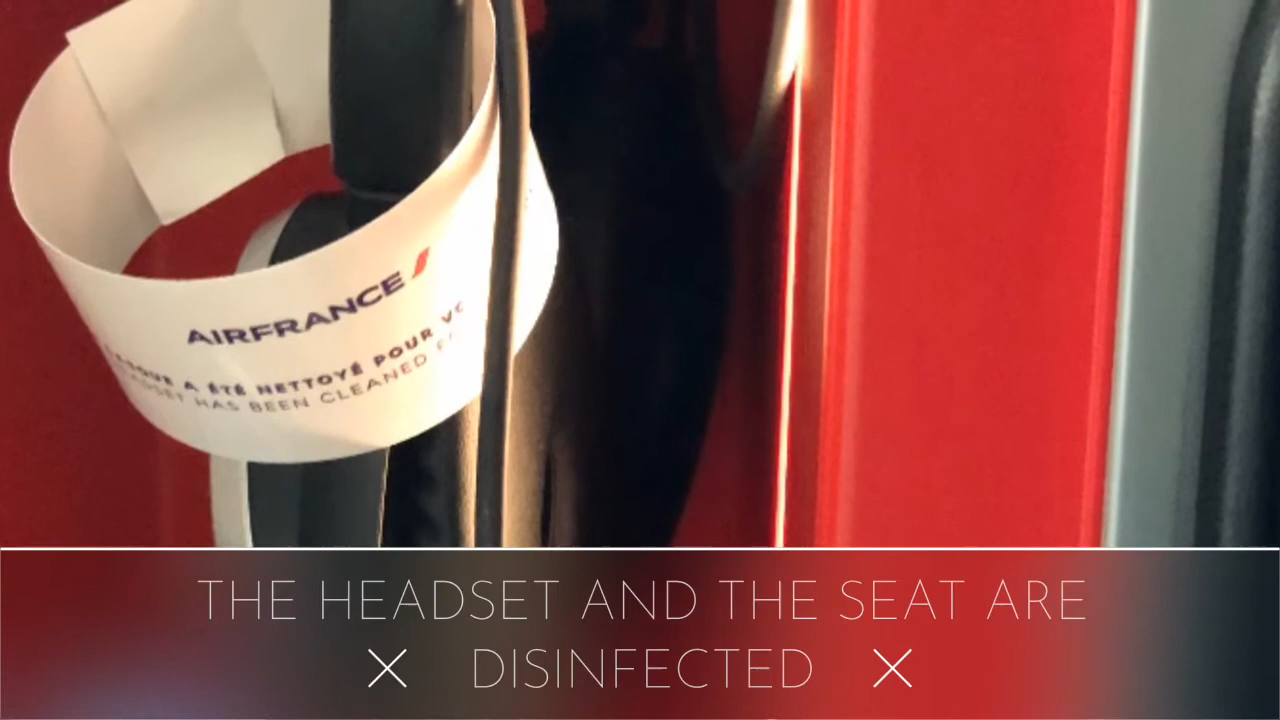 AIRFRANCE
A ÉTÉ NETTOYÉ POUR
HAS BEEN CLEANED
THE HEADSET AND THE SEAT ARE
DISINFECTED